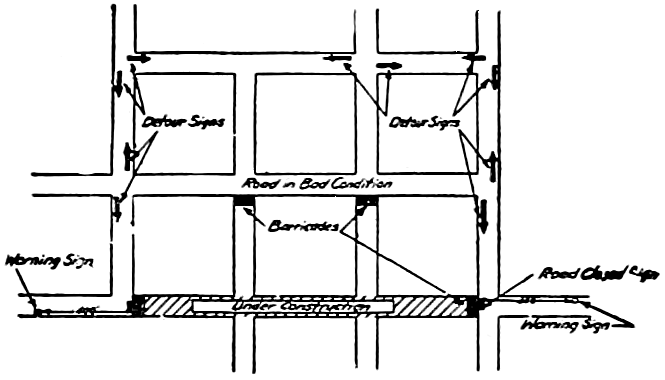 Detour Signs
Detour Signs
Road in Bad Condition
Barricades
Warning Sign
Road Closed Sign
Under Construction
Warning Sign